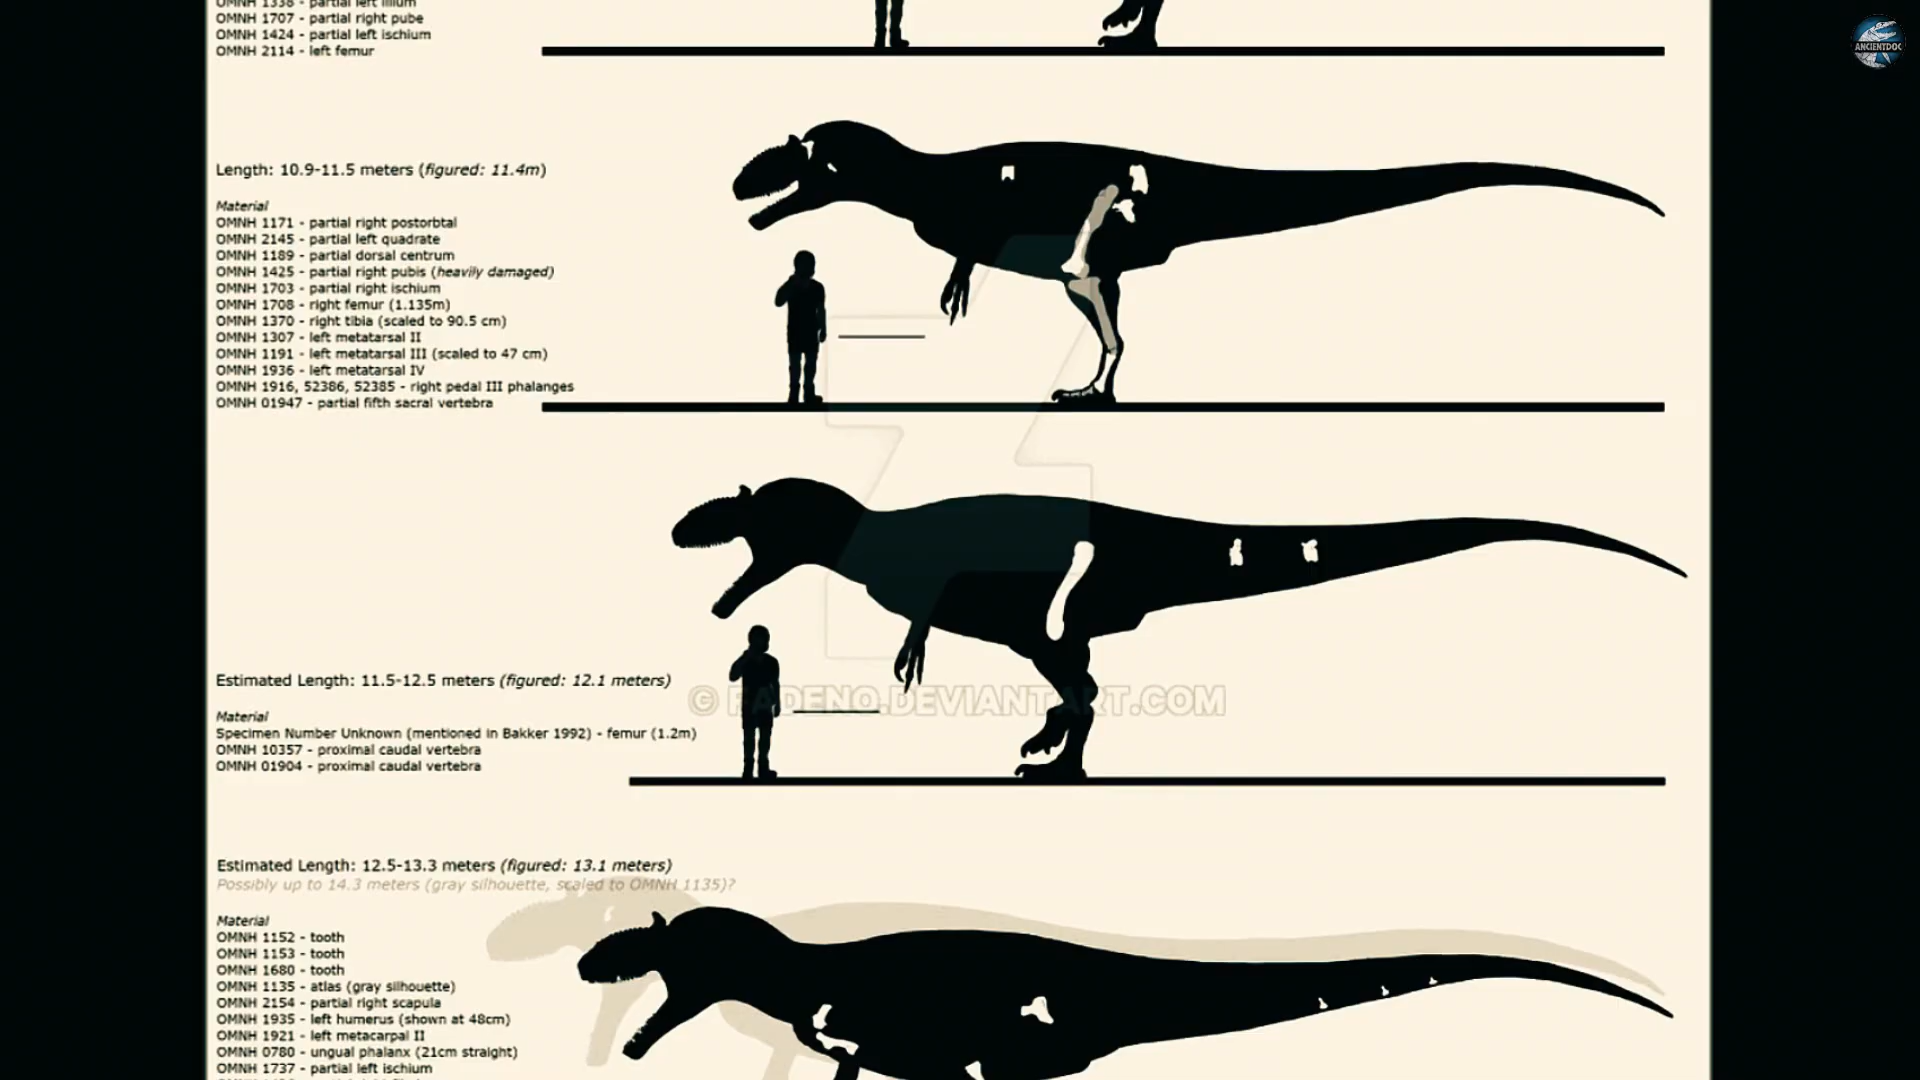 OMNH 1338 - partial left ilium
OMNH 1707 - partial right pube
OMNH 1424 - partial left ischium
OMNH 2114 - left femur
ANCIENTDOC
Length: 10.9-11.5 meters (figured: 11.4m)
Material
OMNH 1171 - partial right postorbtal
OMNH 2145 - partial left quadrate
OMNH 1189 - partial dorsal centrum
OMNH 1425 - partial right pubis (heavily damaged)
OMNH 1703 - partial right ischium
OMNH 1708 - right femur (1.135m)
OMNH 1370 - right tibia (scaled to 90.5 cm)
OMNH 1307 - left metatarsal II
OMNH 1191 - left metatarsal III (scaled to 47 cm)
OMNH 1936 - left metatarsal IV
OMNH 1916, 52386, 52385 - right pedal III phalanges
OMNH 01947 - partial fifth sacral vertebra
Estimated Length: 11.5-12.5 meters (figured: 12.1 meters)
© FADENO.DEVIANTART.COM
Material
Specimen Number Unknown (mentioned in Bakker 1992) - femur (1.2m)
OMNH 10357 - proximal caudal vertebra
OMNH 01904 - proximal caudal vertebra
Estimated Length: 12.5-13.3 meters (figured: 13.1 meters)
Possibly up to 14.3 meters (gray silhouette, scaled to OMNH 1135)?
Material
OMNH 1152 - tooth
OMNH 1153 - tooth
OMNH 1680 - tooth
OMNH 1135 - atlas (gray silhouette)
OMNH 2154 - partial right scapula
OMNH 1935 - left humerus (shown at 48cm)
OMNH 1921 - left metacarpal II
OMNH 0780 - ungual phalanx (21cm straight)
OMNH 1737 - partial left ischium